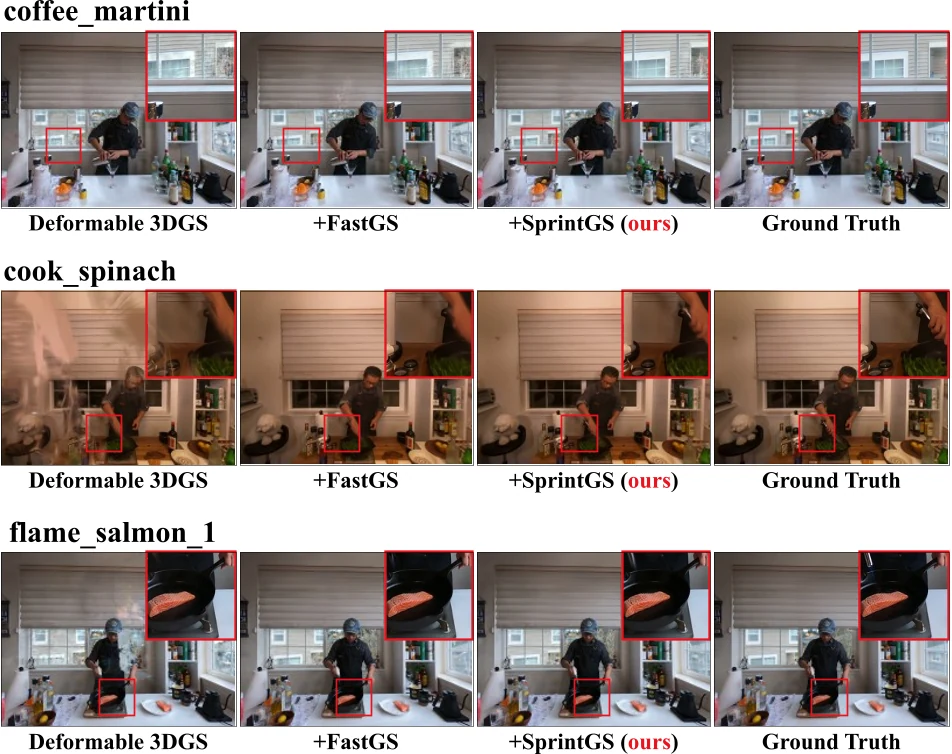 coffee_martini
Deformable 3DGS
+FastGS
+SprintGS (ours)
Ground Truth
cook_spinach
Deformable 3DGS
+FastGS
+SprintGS (ours)
Ground Truth
flame_salmon_1
Deformable 3DGS
+FastGS
+SprintGS (ours)
Ground Truth